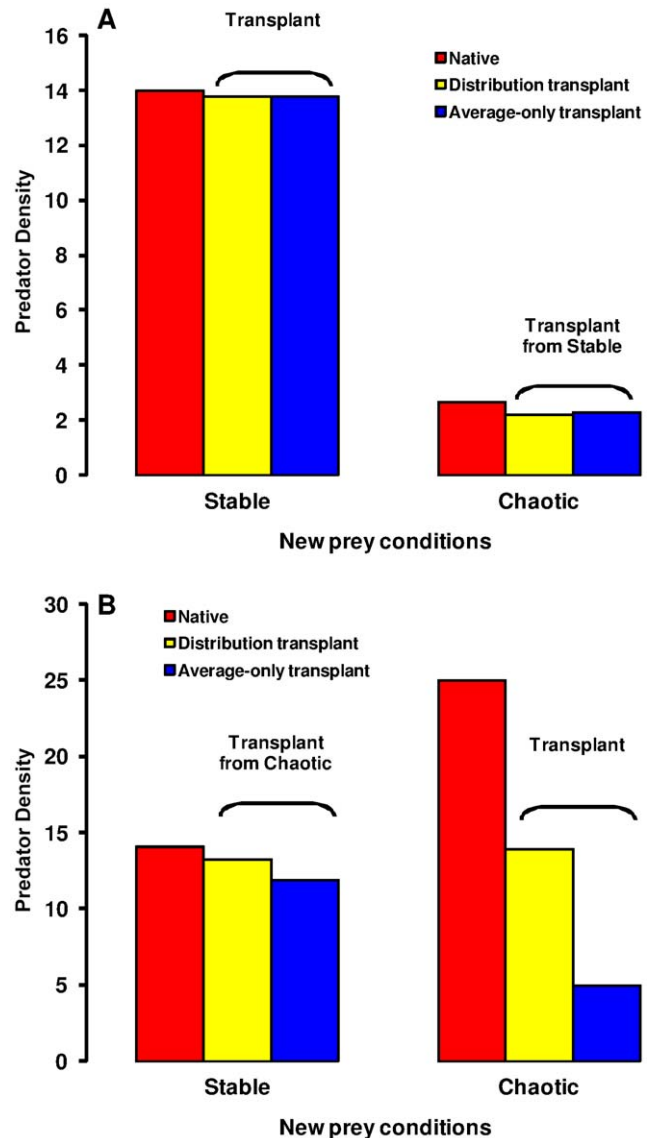 A
Transplant
16
14
12
10
8
6
4
2
0
Predator Density
Native
Distribution transplant
Average-only transplant
Transplant
from Stable
Stable
Chaotic
New prey conditions
B
30
25
20
15
10
5
0
Predator Density
Native
Distribution transplant
Average-only transplant
Transplant
from Chaotic
Transplant
Stable
Chaotic
New prey conditions